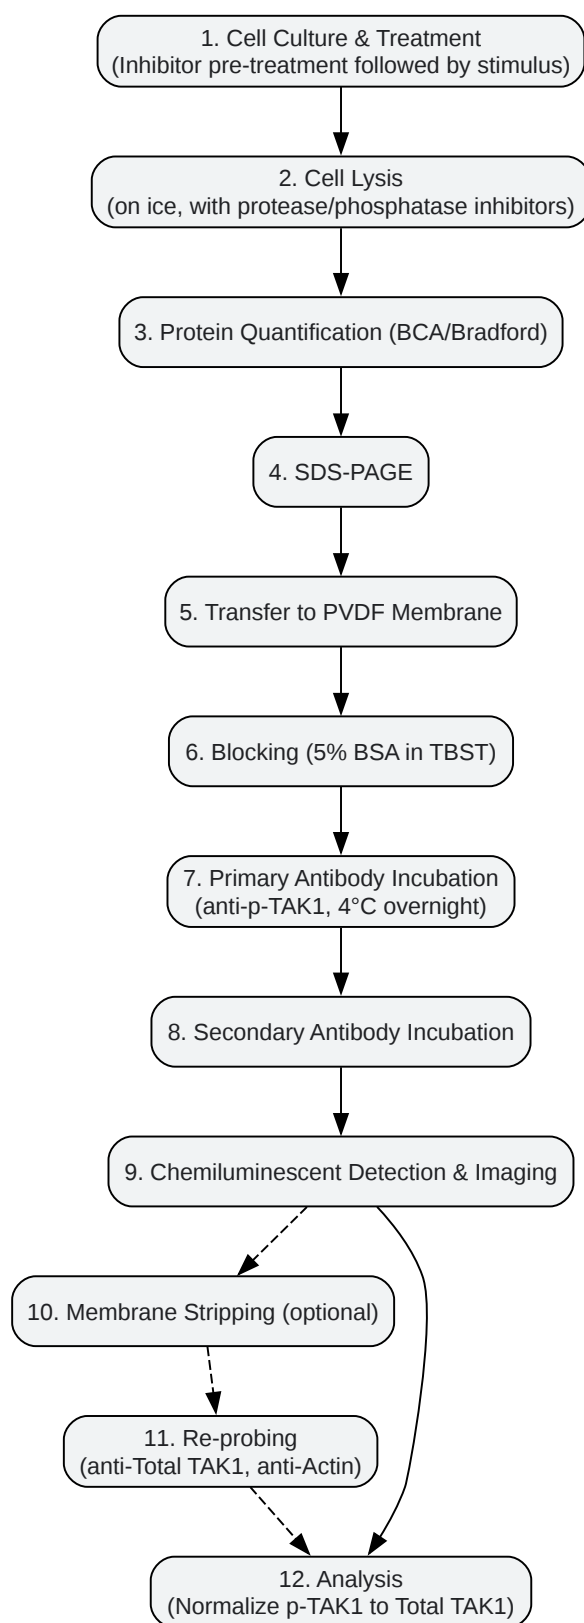 1. Cell Culture & Treatment
(Inhibitor pre-treatment followed by stimulus)
2. Cell Lysis
(on ice, with protease/phosphatase inhibitors)
3. Protein Quantification (BCA/Bradford)
4. SDS-PAGE
5. Transfer to PVDF Membrane
6. Blocking (5% BSA in TBST)
7. Primary Antibody Incubation
(anti-p-TAK1, 4°C overnight)
8. Secondary Antibody Incubation
9. Chemiluminescent Detection & Imaging
10. Membrane Stripping (optional)
11. Re-probing
(anti-Total TAK1, anti-Actin)
12. Analysis
(Normalize p-TAK1 to Total TAK1)